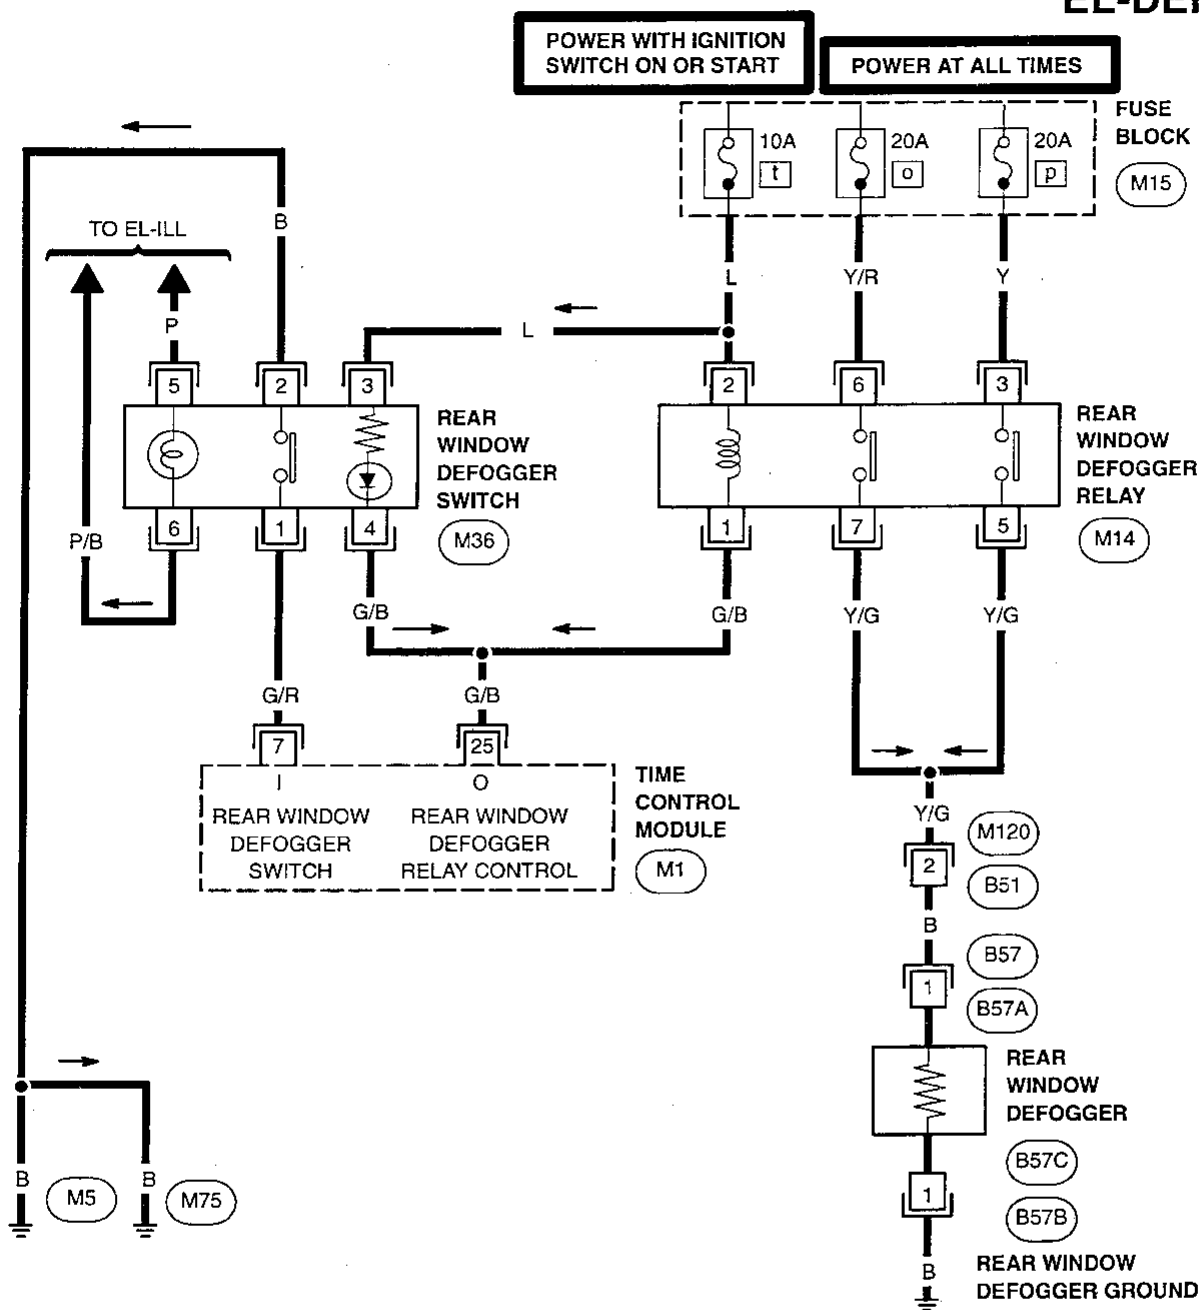 POWER WITH IGNITION
SWITCH ON OR START
POWER AT ALL TIMES
FUSE
BLOCK
M15
10A
t
20A
o
20A
p
TO EL-ILL
B
L
Y/R
Y
P
L
5
2
3
2
6
3
REAR
WINDOW
DEFOGGER
SWITCH
M36
REAR
WINDOW
DEFOGGER
RELAY
M14
6
1
4
1
7
5
P/B
G/B
G/B
Y/G
Y/G
G/R
G/B
7
25
I
O
REAR WINDOW
DEFOGGER
SWITCH
REAR WINDOW
DEFOGGER
RELAY CONTROL
TIME
CONTROL
MODULE
M1
Y/G
M120
2
B51
B
B57
1
B57A
REAR
WINDOW
DEFOGGER
B57C
1
B57B
B
REAR WINDOW
DEFOGGER GROUND
B
M5
B
M75